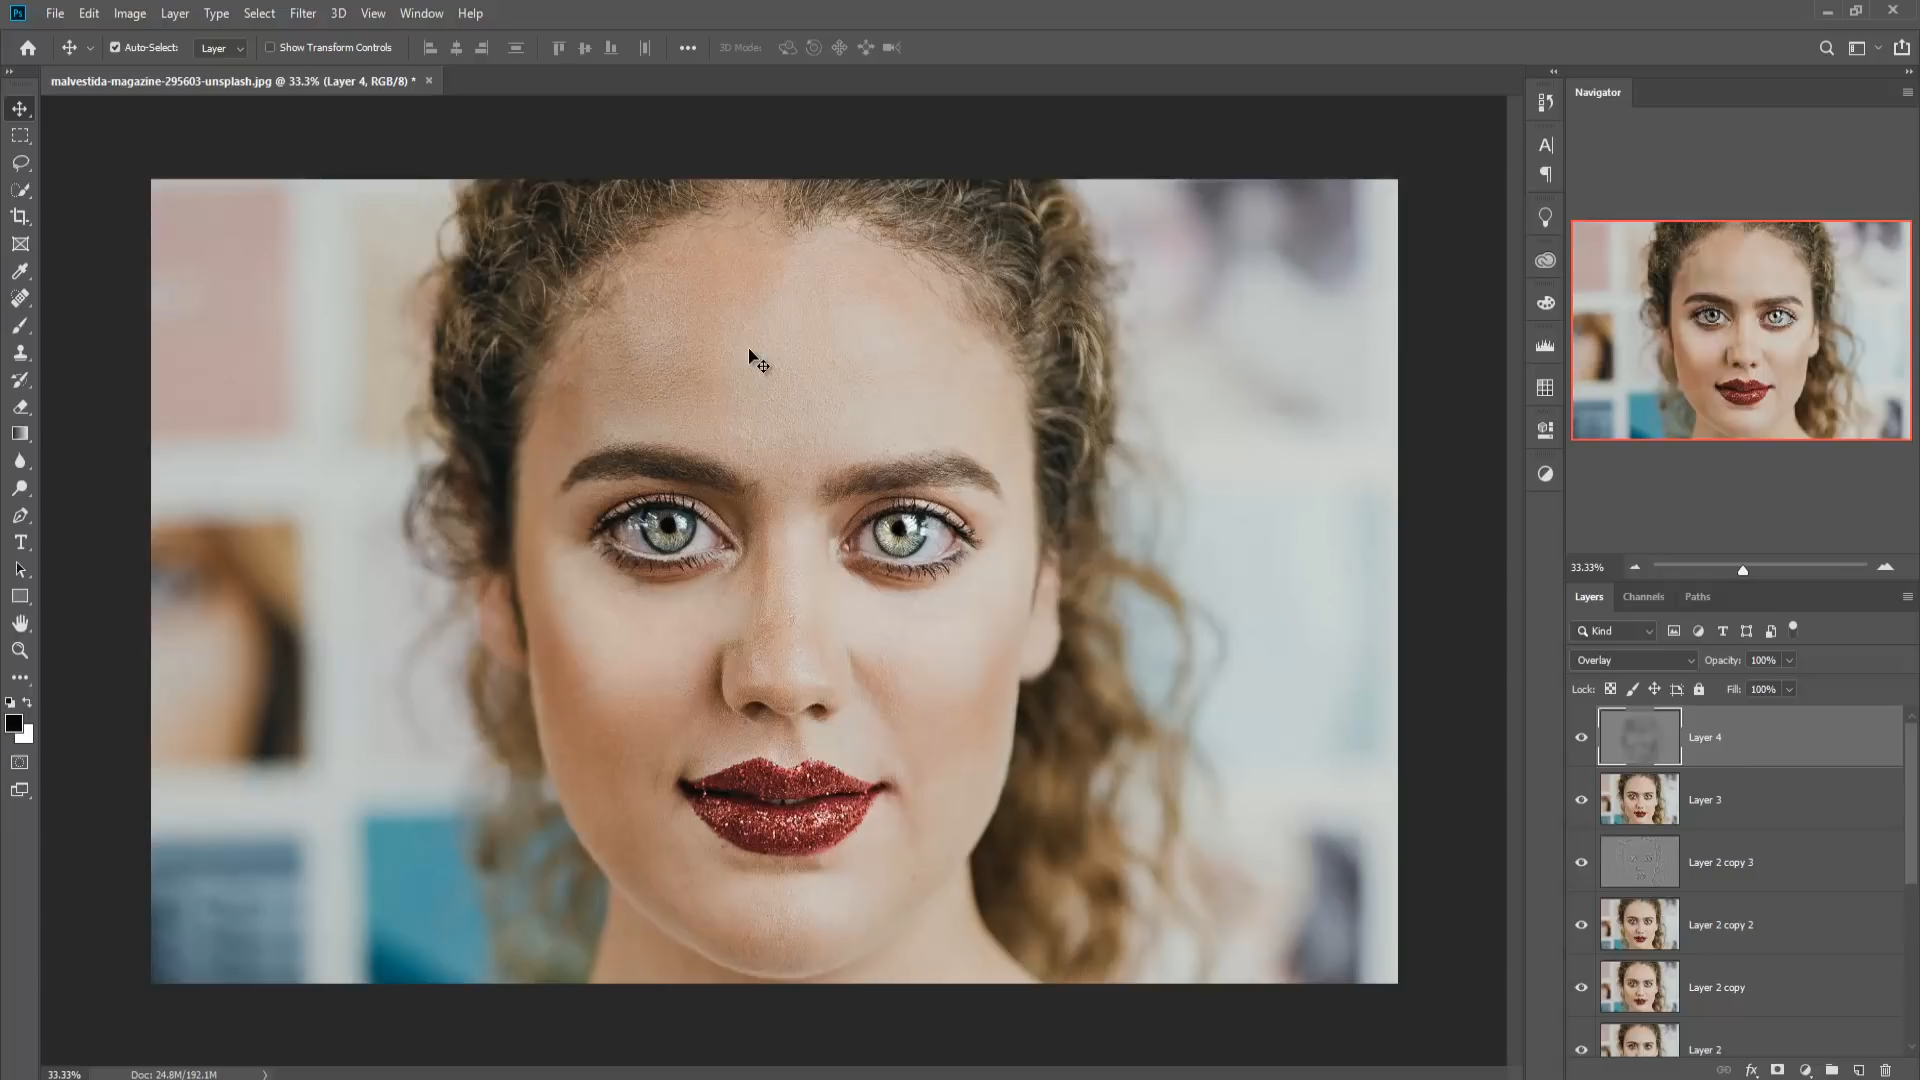 Ps File Edit Image Layer Type Select Filter 3D View Window Help
Auto-Select: Layer Show Transform Controls 3D Mode:
malvestida-magazine-295603-unsplash.jpg @ 33.3% (Layer 4, RGB/8) *
Navigator
33.33%
Layers Channels Paths
Kind
Overlay Opacity: 100%
Lock: Fill: 100%
Layer 4
Layer 3
Layer 2 copy 3
Layer 2 copy 2
Layer 2 copy
Layer 2
33.33% Doc: 24.8M/192.1M